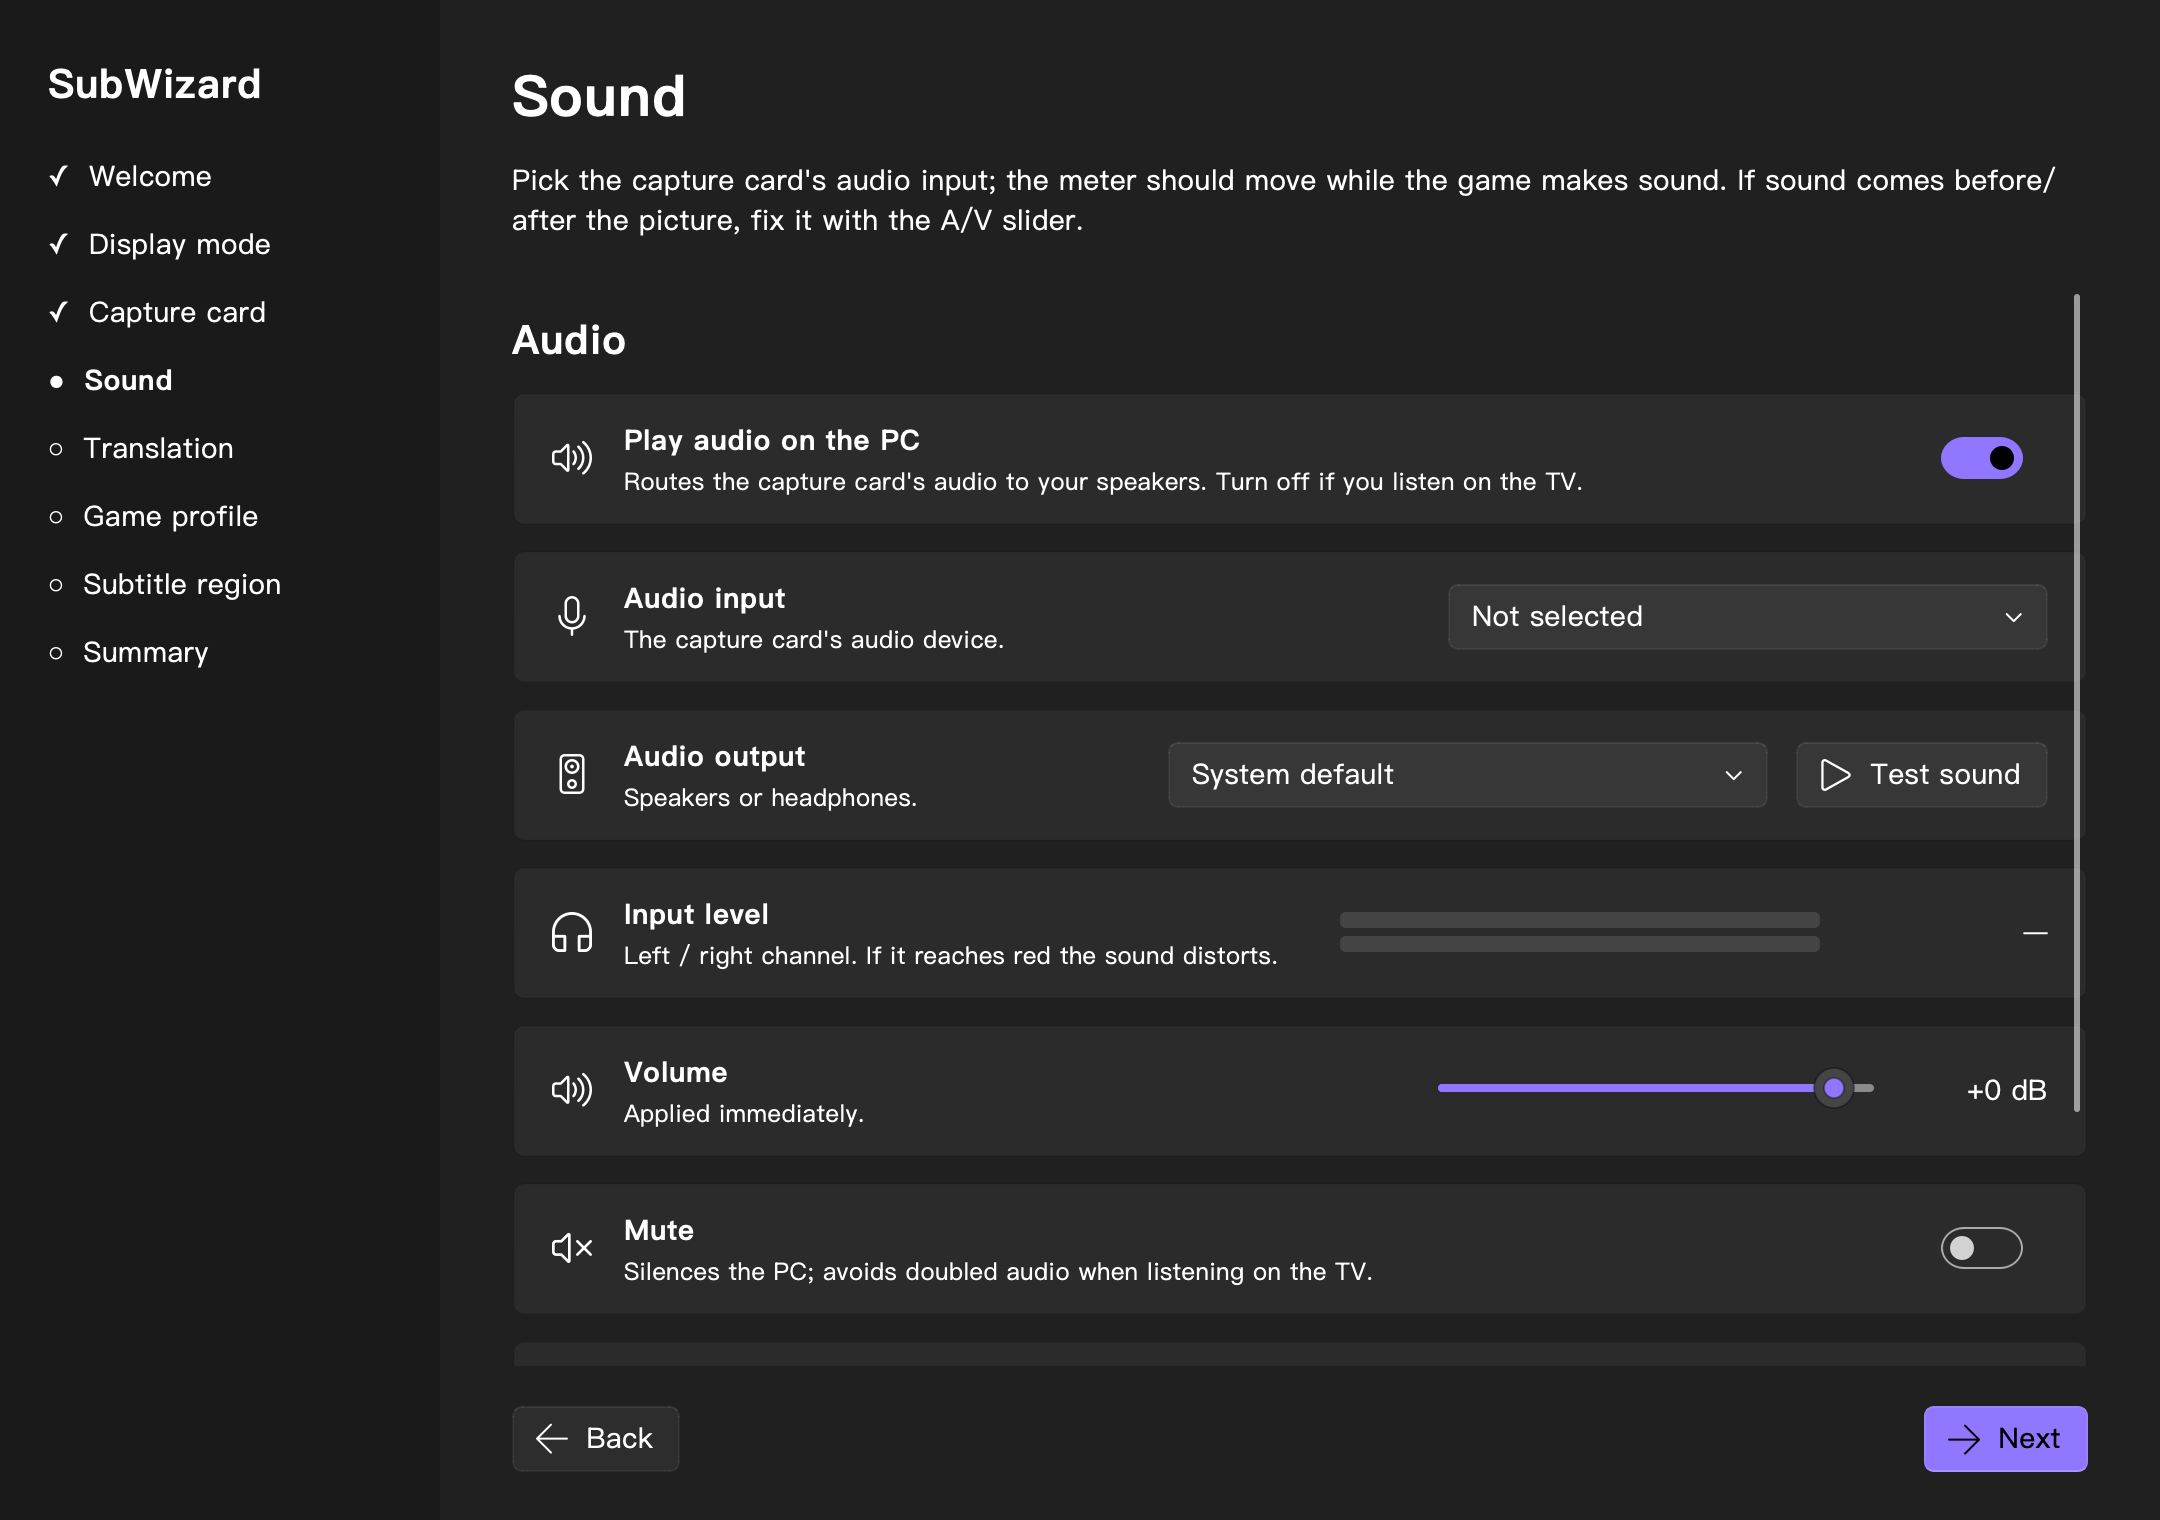 SubWizard
✓ Welcome
✓ Display mode
✓ Capture card
● Sound
○ Translation
○ Game profile
○ Subtitle region
○ Summary
Sound
Pick the capture card's audio input; the meter should move while the game makes sound. If sound comes before/
after the picture, fix it with the A/V slider.
Audio
Play audio on the PC
Routes the capture card's audio to your speakers. Turn off if you listen on the TV.
Audio input
The capture card's audio device.
Not selected
Audio output
Speakers or headphones.
System default
Test sound
Input level
Left / right channel. If it reaches red the sound distorts.
—
Volume
Applied immediately.
+0 dB
Mute
Silences the PC; avoids doubled audio when listening on the TV.
Back
Next